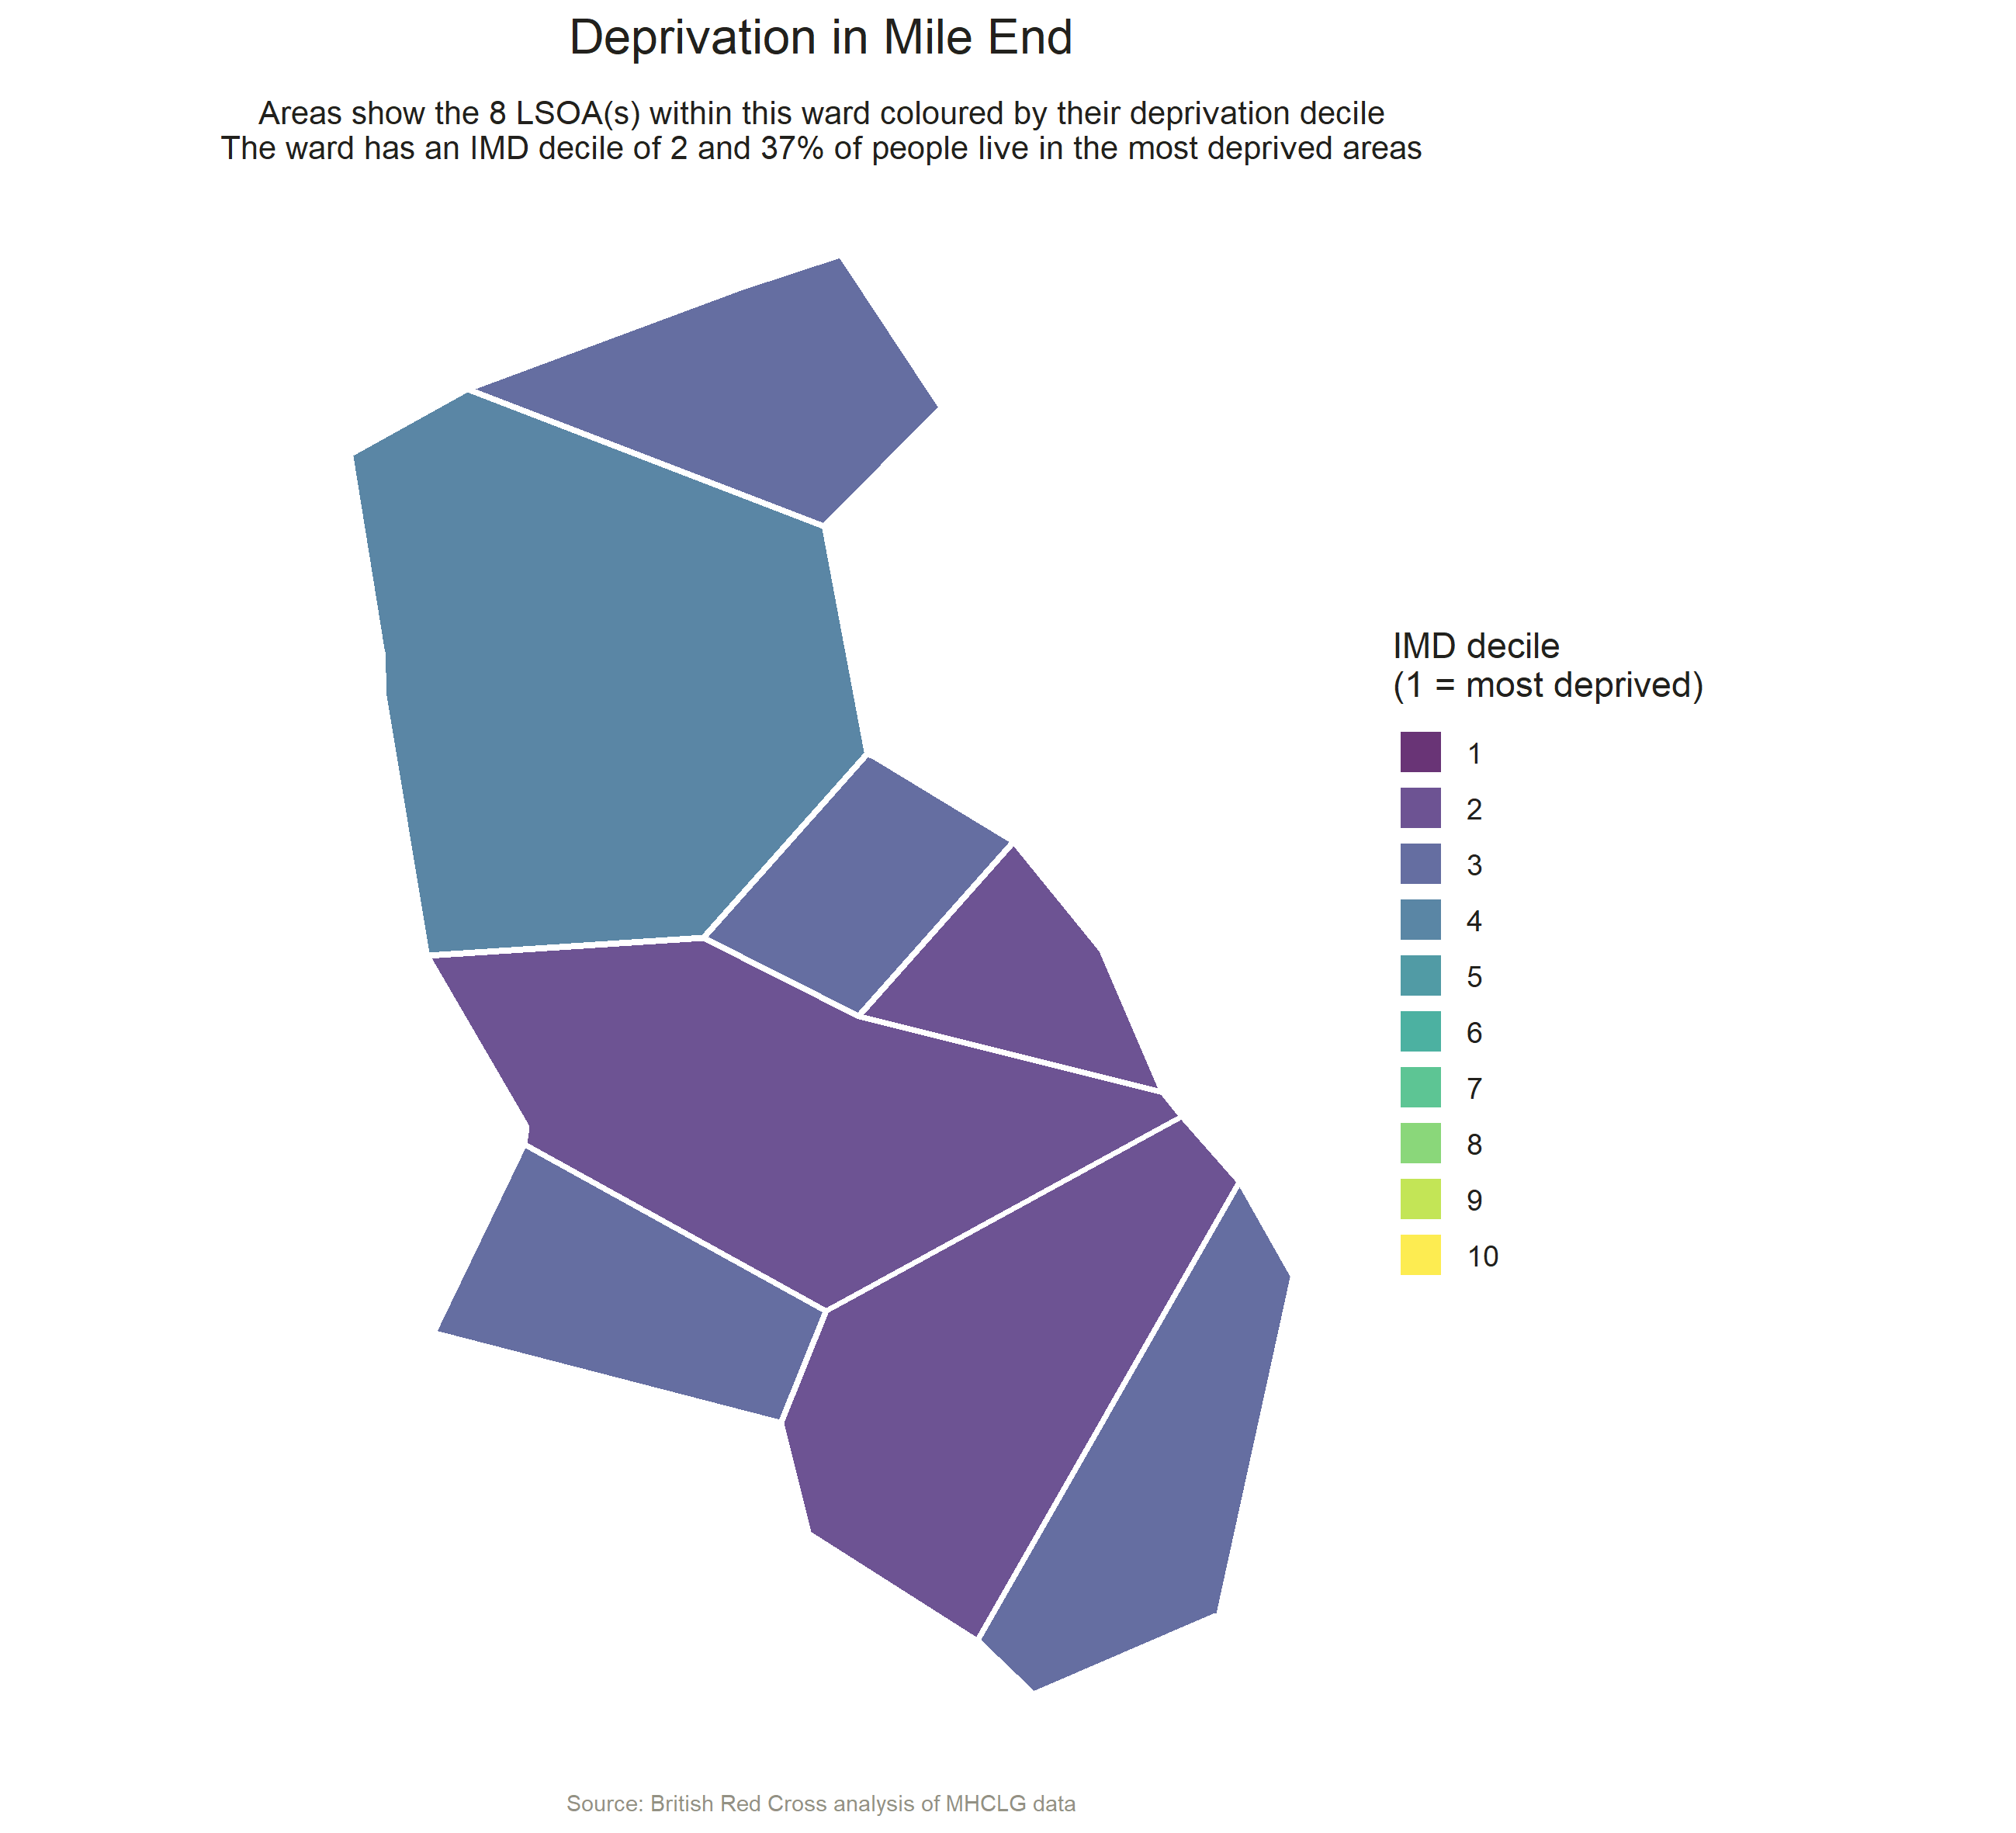 Deprivation in Mile End
Areas show the 8 LSOA(s) within this ward coloured by their deprivation decile
The ward has an IMD decile of 2 and 37% of people live in the most deprived areas
IMD decile
(1 = most deprived)
1
2
3
4
5
6
7
8
9
10
Source: British Red Cross analysis of MHCLG data